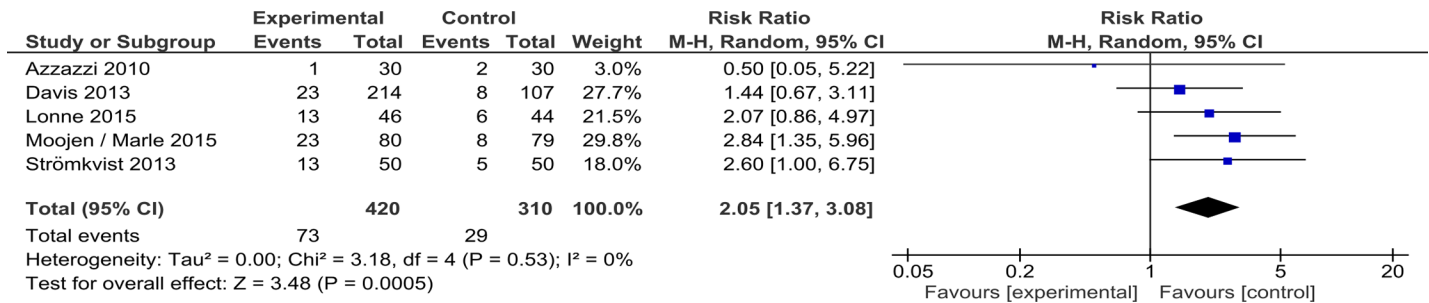 Experimental Control Risk Ratio Risk Ratio
Study or Subgroup Events Total Events Total Weight M-H, Random, 95% CI M-H, Random, 95% CI
Azzazzi 2010 1 30 2 30 3.0% 0.50 [0.05, 5.22]
Davis 2013 23 214 8 107 27.7% 1.44 [0.67, 3.11]
Lonne 2015 13 46 6 44 21.5% 2.07 [0.86, 4.97]
Moojen / Marle 2015 23 80 8 79 29.8% 2.84 [1.35, 5.96]
Strömkvist 2013 13 50 5 50 18.0% 2.60 [1.00, 6.75]
Total (95% CI) 420 310 100.0% 2.05 [1.37, 3.08]
Total events 73 29
Heterogeneity: Tau² = 0.00; Chi² = 3.18, df = 4 (P = 0.53); I² = 0%
Test for overall effect: Z = 3.48 (P = 0.0005)
0.05 0.2 1 5 20
Favours [experimental] Favours [control]